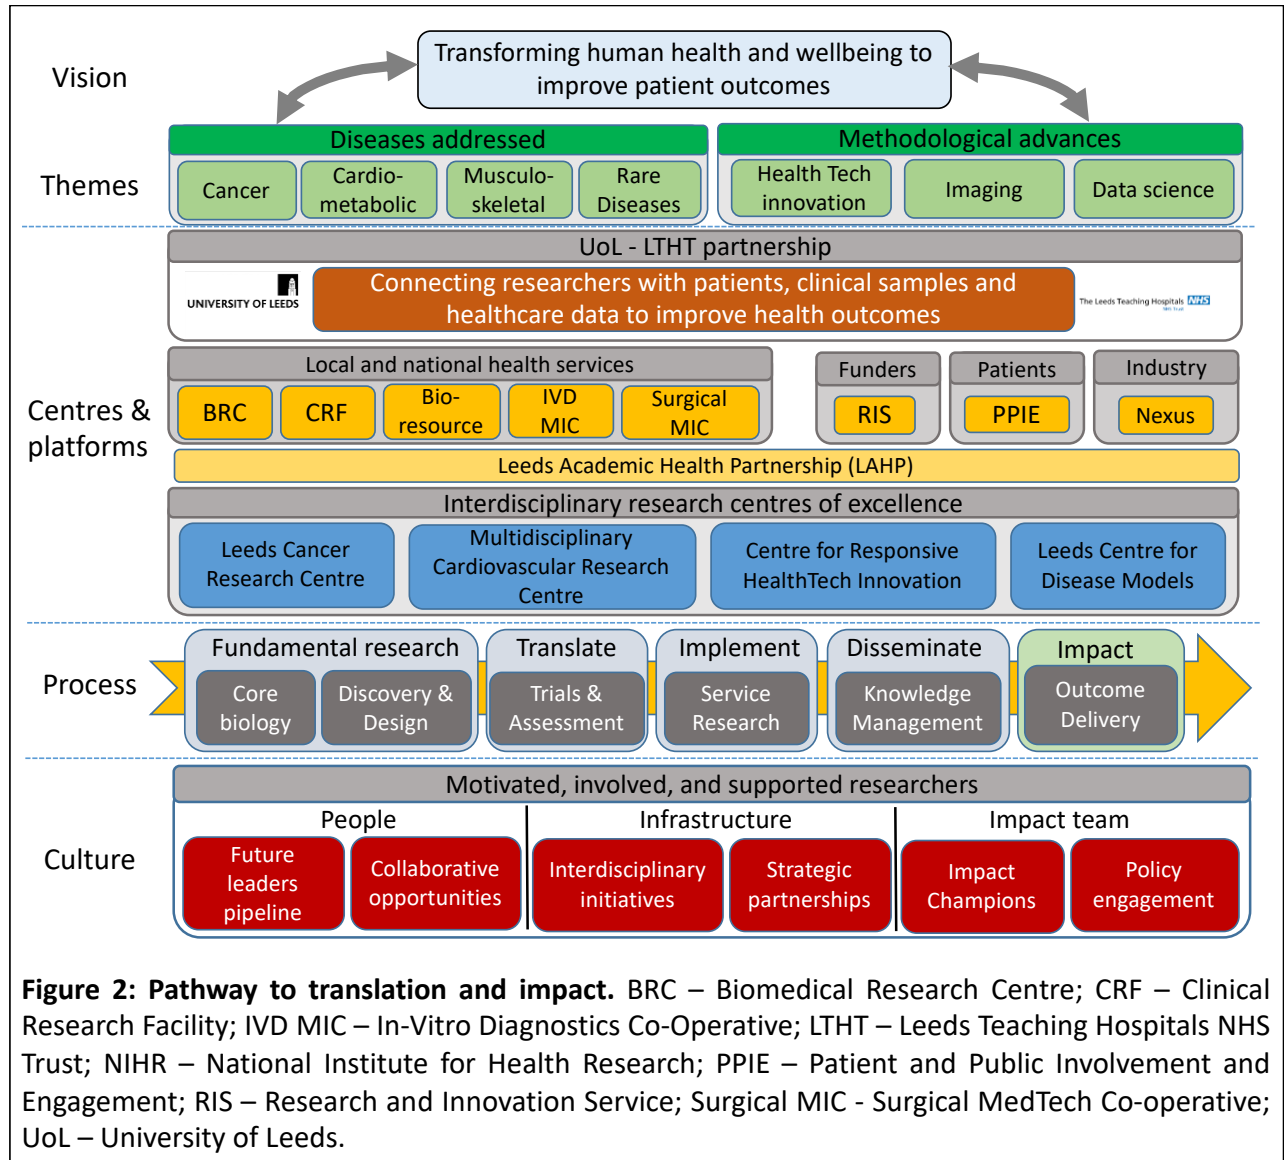 Vision
Transforming human health and wellbeing to
improve patient outcomes
Themes
Diseases addressed
Cancer
Cardio-
metabolic
Musculo-
skeletal
Rare
Diseases
Methodological advances
Health Tech
innovation
Imaging
Data science
Centres &
platforms
UoL - LTHT partnership
UNIVERSITY OF LEEDS
Connecting researchers with patients, clinical samples and
healthcare data to improve health outcomes
The Leeds Teaching Hospitals NHS
NHS Trust
Local and national health services
BRC
CRF
Bio-
resource
IVD
MIC
Surgical
MIC
Funders
RIS
Patients
PPIE
Industry
Nexus
Leeds Academic Health Partnership (LAHP)
Interdisciplinary research centres of excellence
Leeds Cancer
Research Centre
Multidisciplinary
Cardiovascular Research
Centre
Centre for Responsive
HealthTech Innovation
Leeds Centre for
Disease Models
Process
Fundamental research
Core
biology
Discovery &
Design
Translate
Trials &
Assessment
Implement
Service
Research
Disseminate
Knowledge
Management
Impact
Outcome
Delivery
Culture
Motivated, involved, and supported researchers
People
Future
leaders
pipeline
Collaborative
opportunities
Infrastructure
Interdisciplinary
initiatives
Strategic
partnerships
Impact team
Impact
Champions
Policy
engagement
Figure 2: Pathway to translation and impact. BRC – Biomedical Research Centre; CRF – Clinical
Research Facility; IVD MIC – In-Vitro Diagnostics Co-Operative; LTHT – Leeds Teaching Hospitals NHS
Trust; NIHR – National Institute for Health Research; PPIE – Patient and Public Involvement and
Engagement; RIS – Research and Innovation Service; Surgical MIC - Surgical MedTech Co-operative;
UoL – University of Leeds.